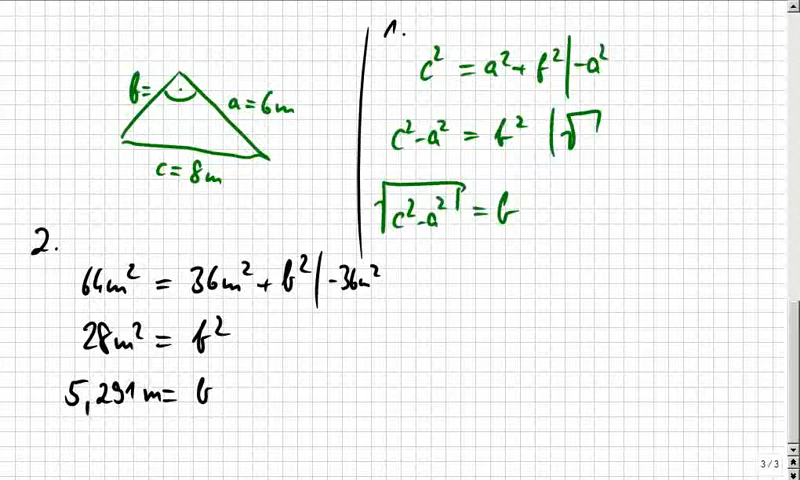 1.
c² = a² + b² | -a²
c² - a² = b² | √
√(c² - a²) = b
b =
a = 6m
c = 8m
2.
64m² = 36m² + b² | -36m²
28m² = b²
5,291m = b
3 / 3